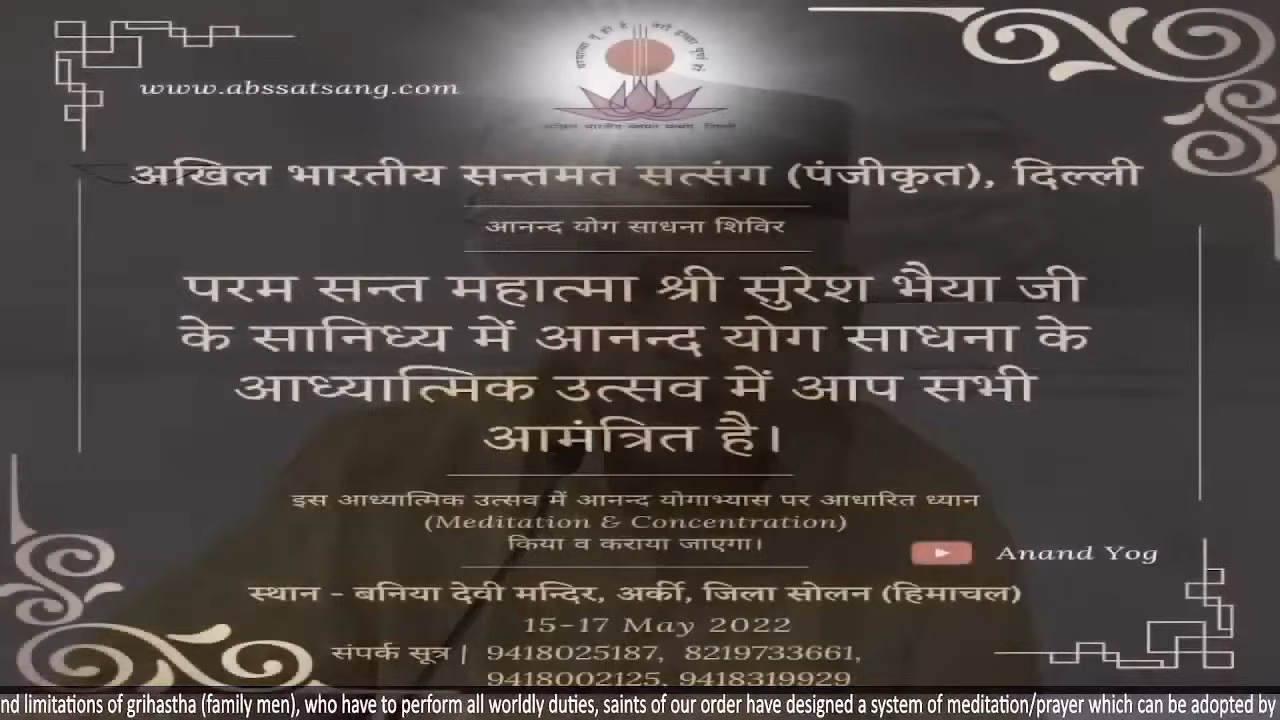 www.abssatsang.com
अखिल भारतीय सन्तमत सत्संग (पंजीकृत), दिल्ली
आनन्द योग साधना शिविर
परम सन्त महात्मा श्री सुरेश भैया जी
के सानिध्य में आनन्द योग साधना के
आध्यात्मिक उत्सव में आप सभी
आमंत्रित है।
इस आध्यात्मिक उत्सव में आनन्द योगाभ्यास पर आधारित ध्यान
(Meditation & Concentration)
किया व कराया जाएगा।
Anand Yog
स्थान - बनिया देवी मन्दिर, अर्की, जिला सोलन (हिमाचल)
15-17 May 2022
संपर्क सूत्र | 9418025187, 8219733661,
9418002125, 9418319929
nd limitations of grihastha (family men), who have to perform all worldly duties, saints of our order have designed a system of meditation/prayer which can be adopted by